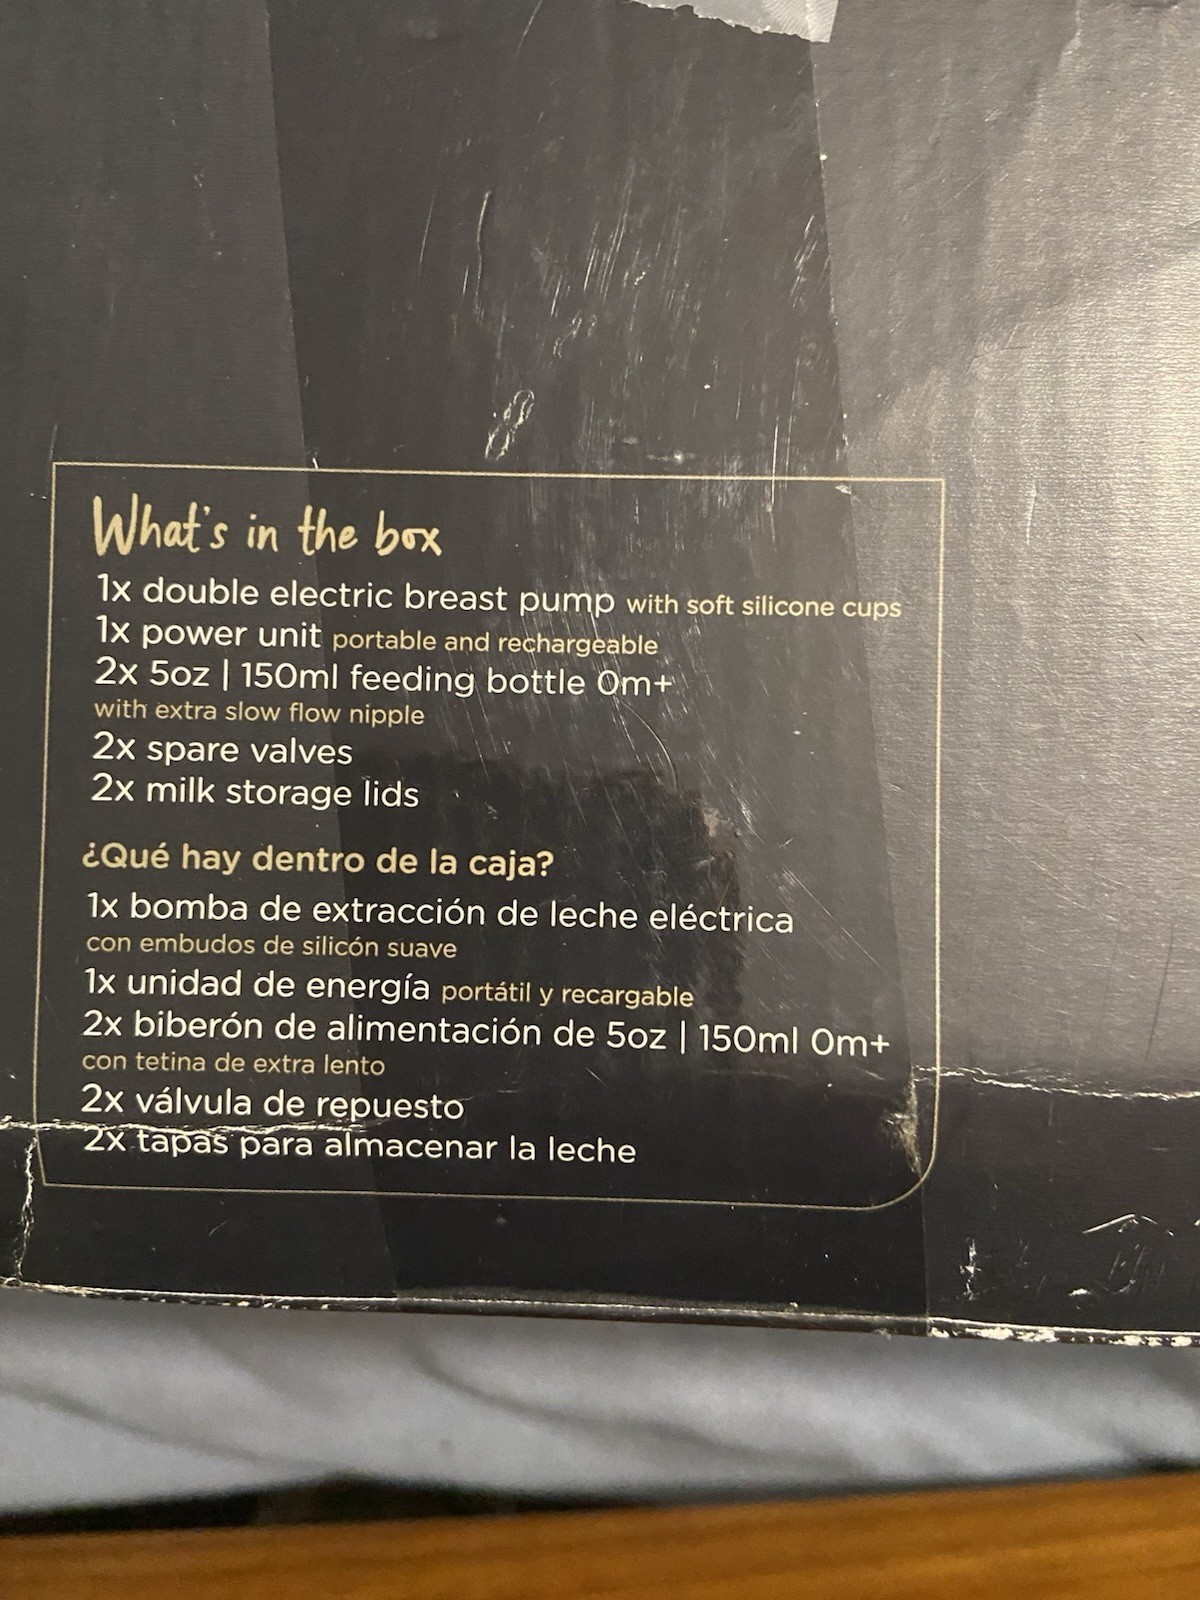 What's in the box
1x double electric breast pump with soft silicone cups
1x power unit portable and rechargeable
2x 5oz | 150ml feeding bottle 0m+
with extra slow flow nipple
2x spare valves
2x milk storage lids
¿Qué hay dentro de la caja?
1x bomba de extracción de leche eléctrica
con embudos de silicón suave
1x unidad de energía portátil y recargable
2x biberón de alimentación de 5oz | 150ml 0m+
con tetina de extra lento
2x válvula de repuesto
2x tapas para almacenar la leche